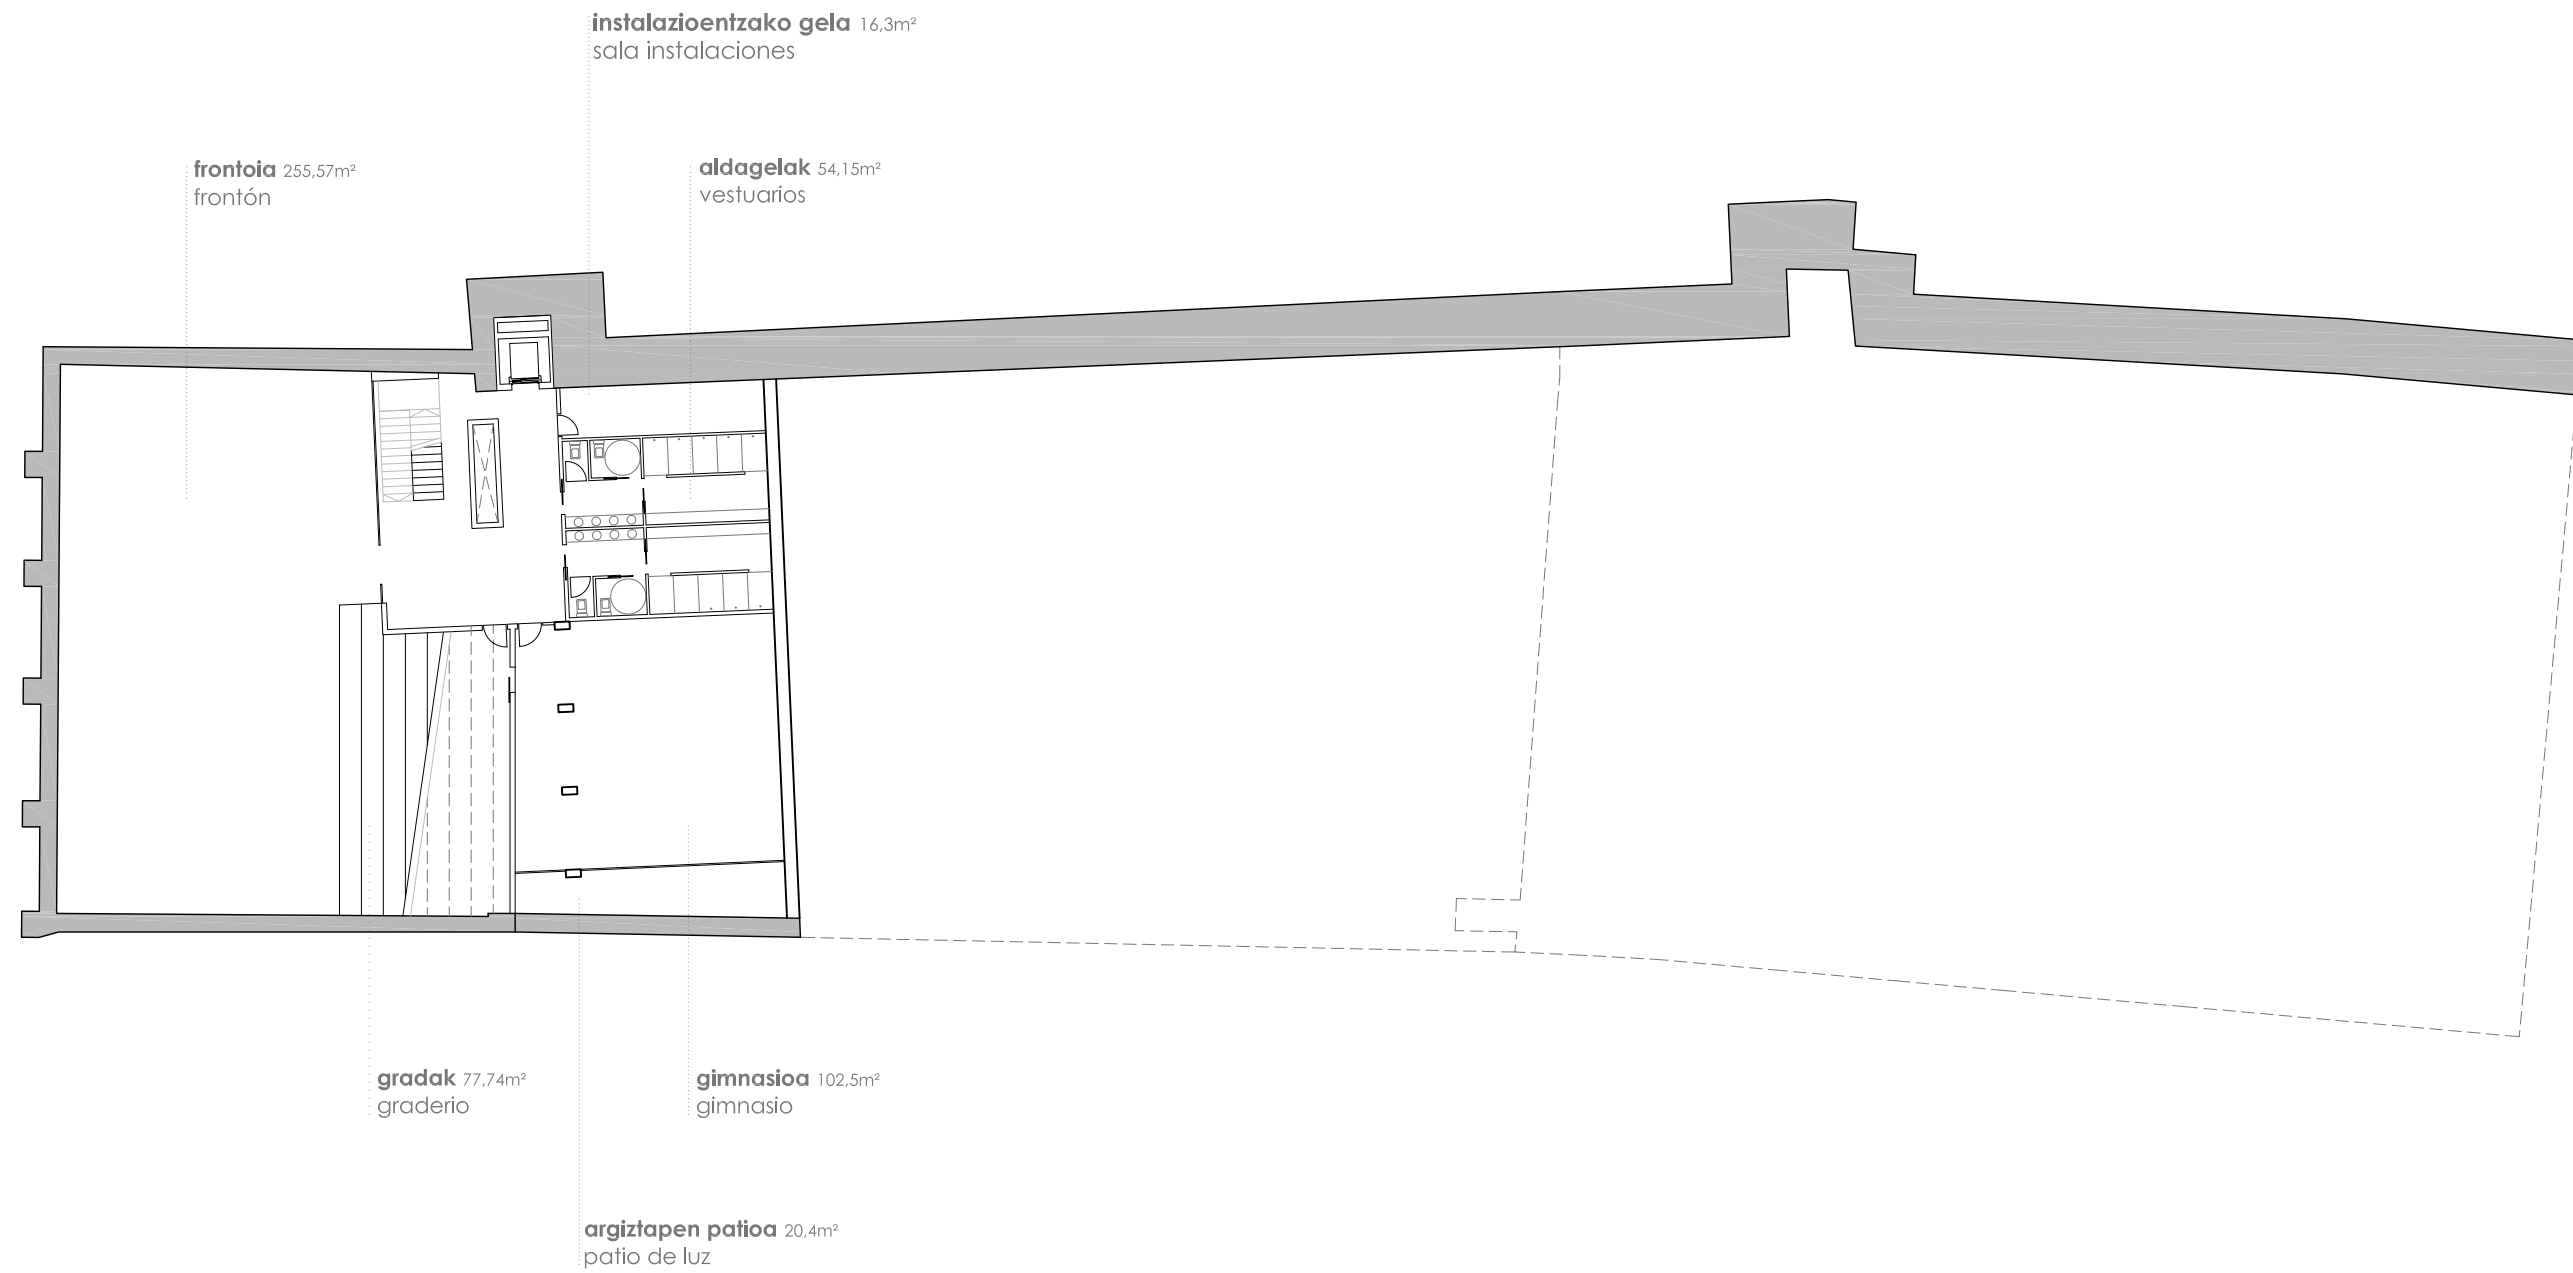 instalazioentzako gela 16,3m²
sala instalaciones
frontoia 255,57m²
frontón
aldagelak 54,15m²
vestuarios
gradak 77,74m²
graderio
gimnasioa 102,5m²
gimnasio
argiztapen patioa 20,4m²
patio de luz